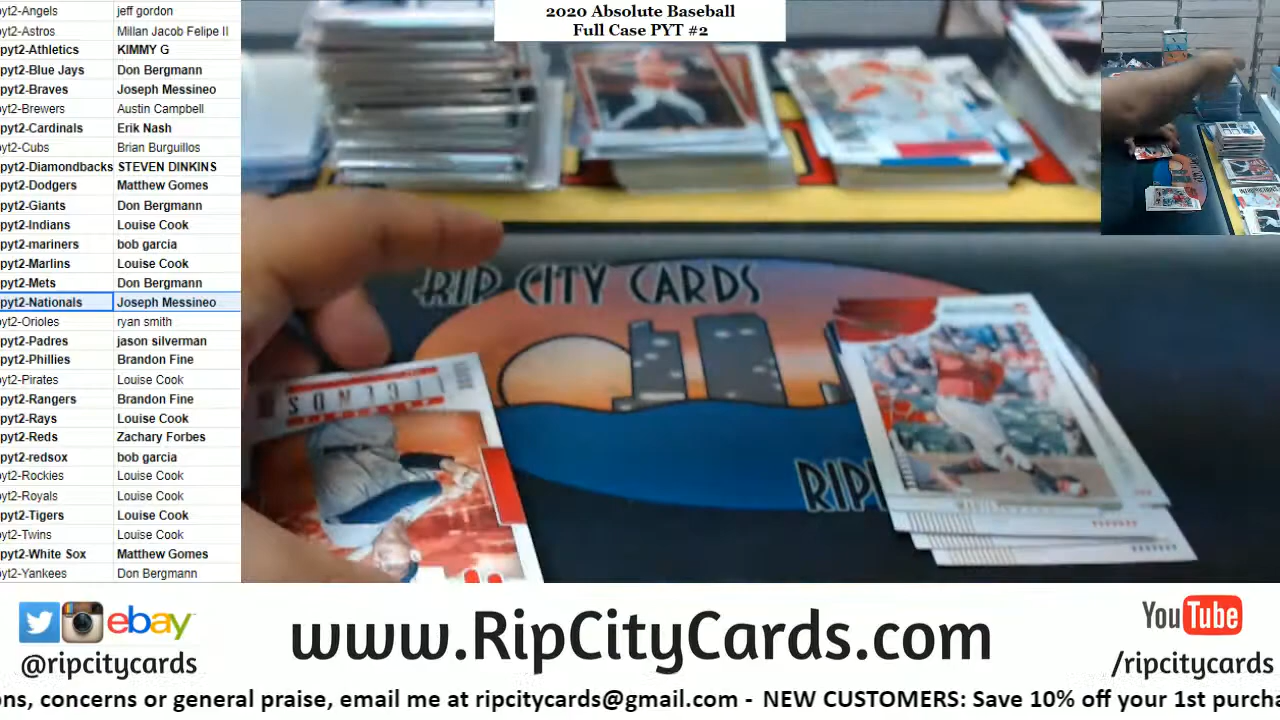 2020 Absolute Baseball
Full Case PYT #2
pyt2-Angels jeff gordon
pyt2-Astros Millan Jacob Felipe II
pyt2-Athletics KIMMY G
pyt2-Blue Jays Don Bergmann
pyt2-Braves Joseph Messineo
pyt2-Brewers Austin Campbell
pyt2-Cardinals Erik Nash
pyt2-Cubs Brian Burguillos
pyt2-Diamondbacks STEVEN DINKINS
pyt2-Dodgers Matthew Gomes
pyt2-Giants Don Bergmann
pyt2-Indians Louise Cook
pyt2-mariners bob garcia
pyt2-Marlins Louise Cook
pyt2-Mets Don Bergmann
pyt2-Nationals Joseph Messineo
pyt2-Orioles ryan smith
pyt2-Padres jason silverman
pyt2-Phillies Brandon Fine
pyt2-Pirates Louise Cook
pyt2-Rangers Brandon Fine
pyt2-Rays Louise Cook
pyt2-Reds Zachary Forbes
pyt2-redsox bob garcia
pyt2-Rockies Louise Cook
pyt2-Royals Louise Cook
pyt2-Tigers Louise Cook
pyt2-Twins Louise Cook
pyt2-White Sox Matthew Gomes
pyt2-Yankees Don Bergmann
RIP CITY CARDS
RIP
LEGENDS
ebay
@ripcitycards
www.RipCityCards.com
YouTube
/ripcitycards
ons, concerns or general praise, email me at ripcitycards@gmail.com - NEW CUSTOMERS: Save 10% off your 1st purcha